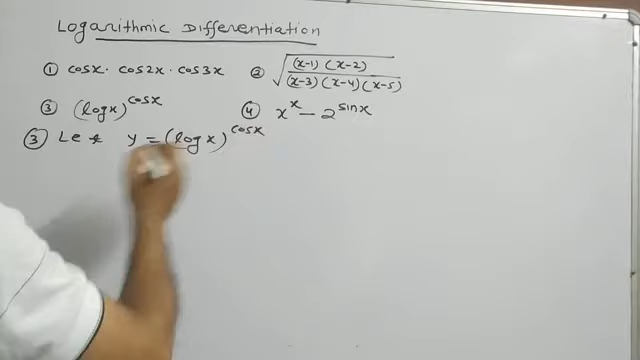 Logarithmic Differentiation
① cosx · cos2x · cos3x ② √((x-1)(x-2)/(x-3)(x-4)(x-5))
③ (logx)^cosx ④ x^x - 2^sinx
③ Let y = (logx)^cosx